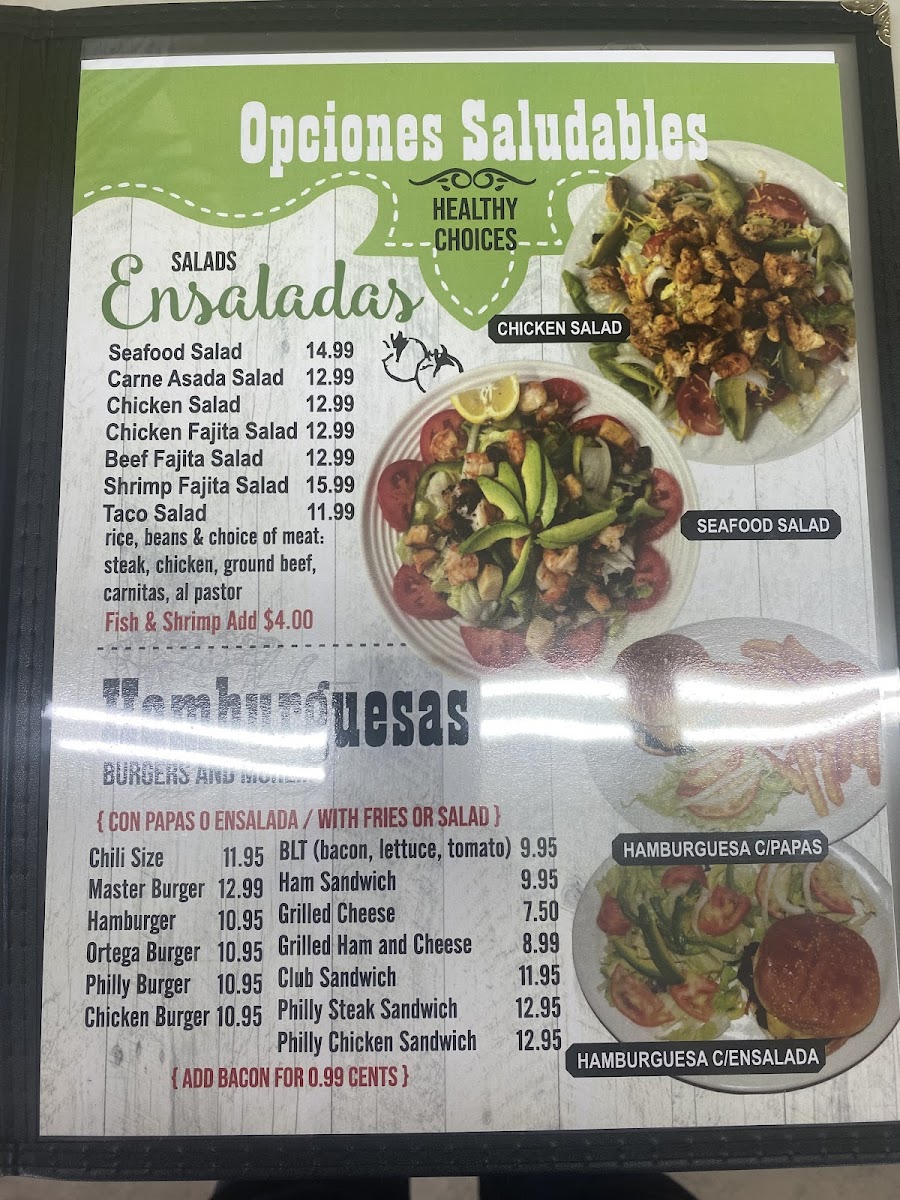 Opciones Saludables
HEALTHY
CHOICES
SALADS
Ensaladas
CHICKEN SALAD
Seafood Salad 14.99
Carne Asada Salad 12.99
Chicken Salad 12.99
Chicken Fajita Salad 12.99
Beef Fajita Salad 12.99
Shrimp Fajita Salad 15.99
Taco Salad 11.99
rice, beans & choice of meat:
steak, chicken, ground beef,
carnitas, al pastor
Fish & Shrimp Add $4.00
SEAFOOD SALAD
Hamburguesas
BURGERS AND MORE...
{ CON PAPAS O ENSALADA / WITH FRIES OR SALAD }
Chili Size 11.95
Master Burger 12.99
Hamburger 10.95
Ortega Burger 10.95
Philly Burger 10.95
Chicken Burger 10.95
BLT (bacon, lettuce, tomato) 9.95
Ham Sandwich 9.95
Grilled Cheese 7.50
Grilled Ham and Cheese 8.99
Club Sandwich 11.95
Philly Steak Sandwich 12.95
Philly Chicken Sandwich 12.95
{ ADD BACON FOR 0.99 CENTS }
HAMBURGUESA C/PAPAS
HAMBURGUESA C/ENSALADA